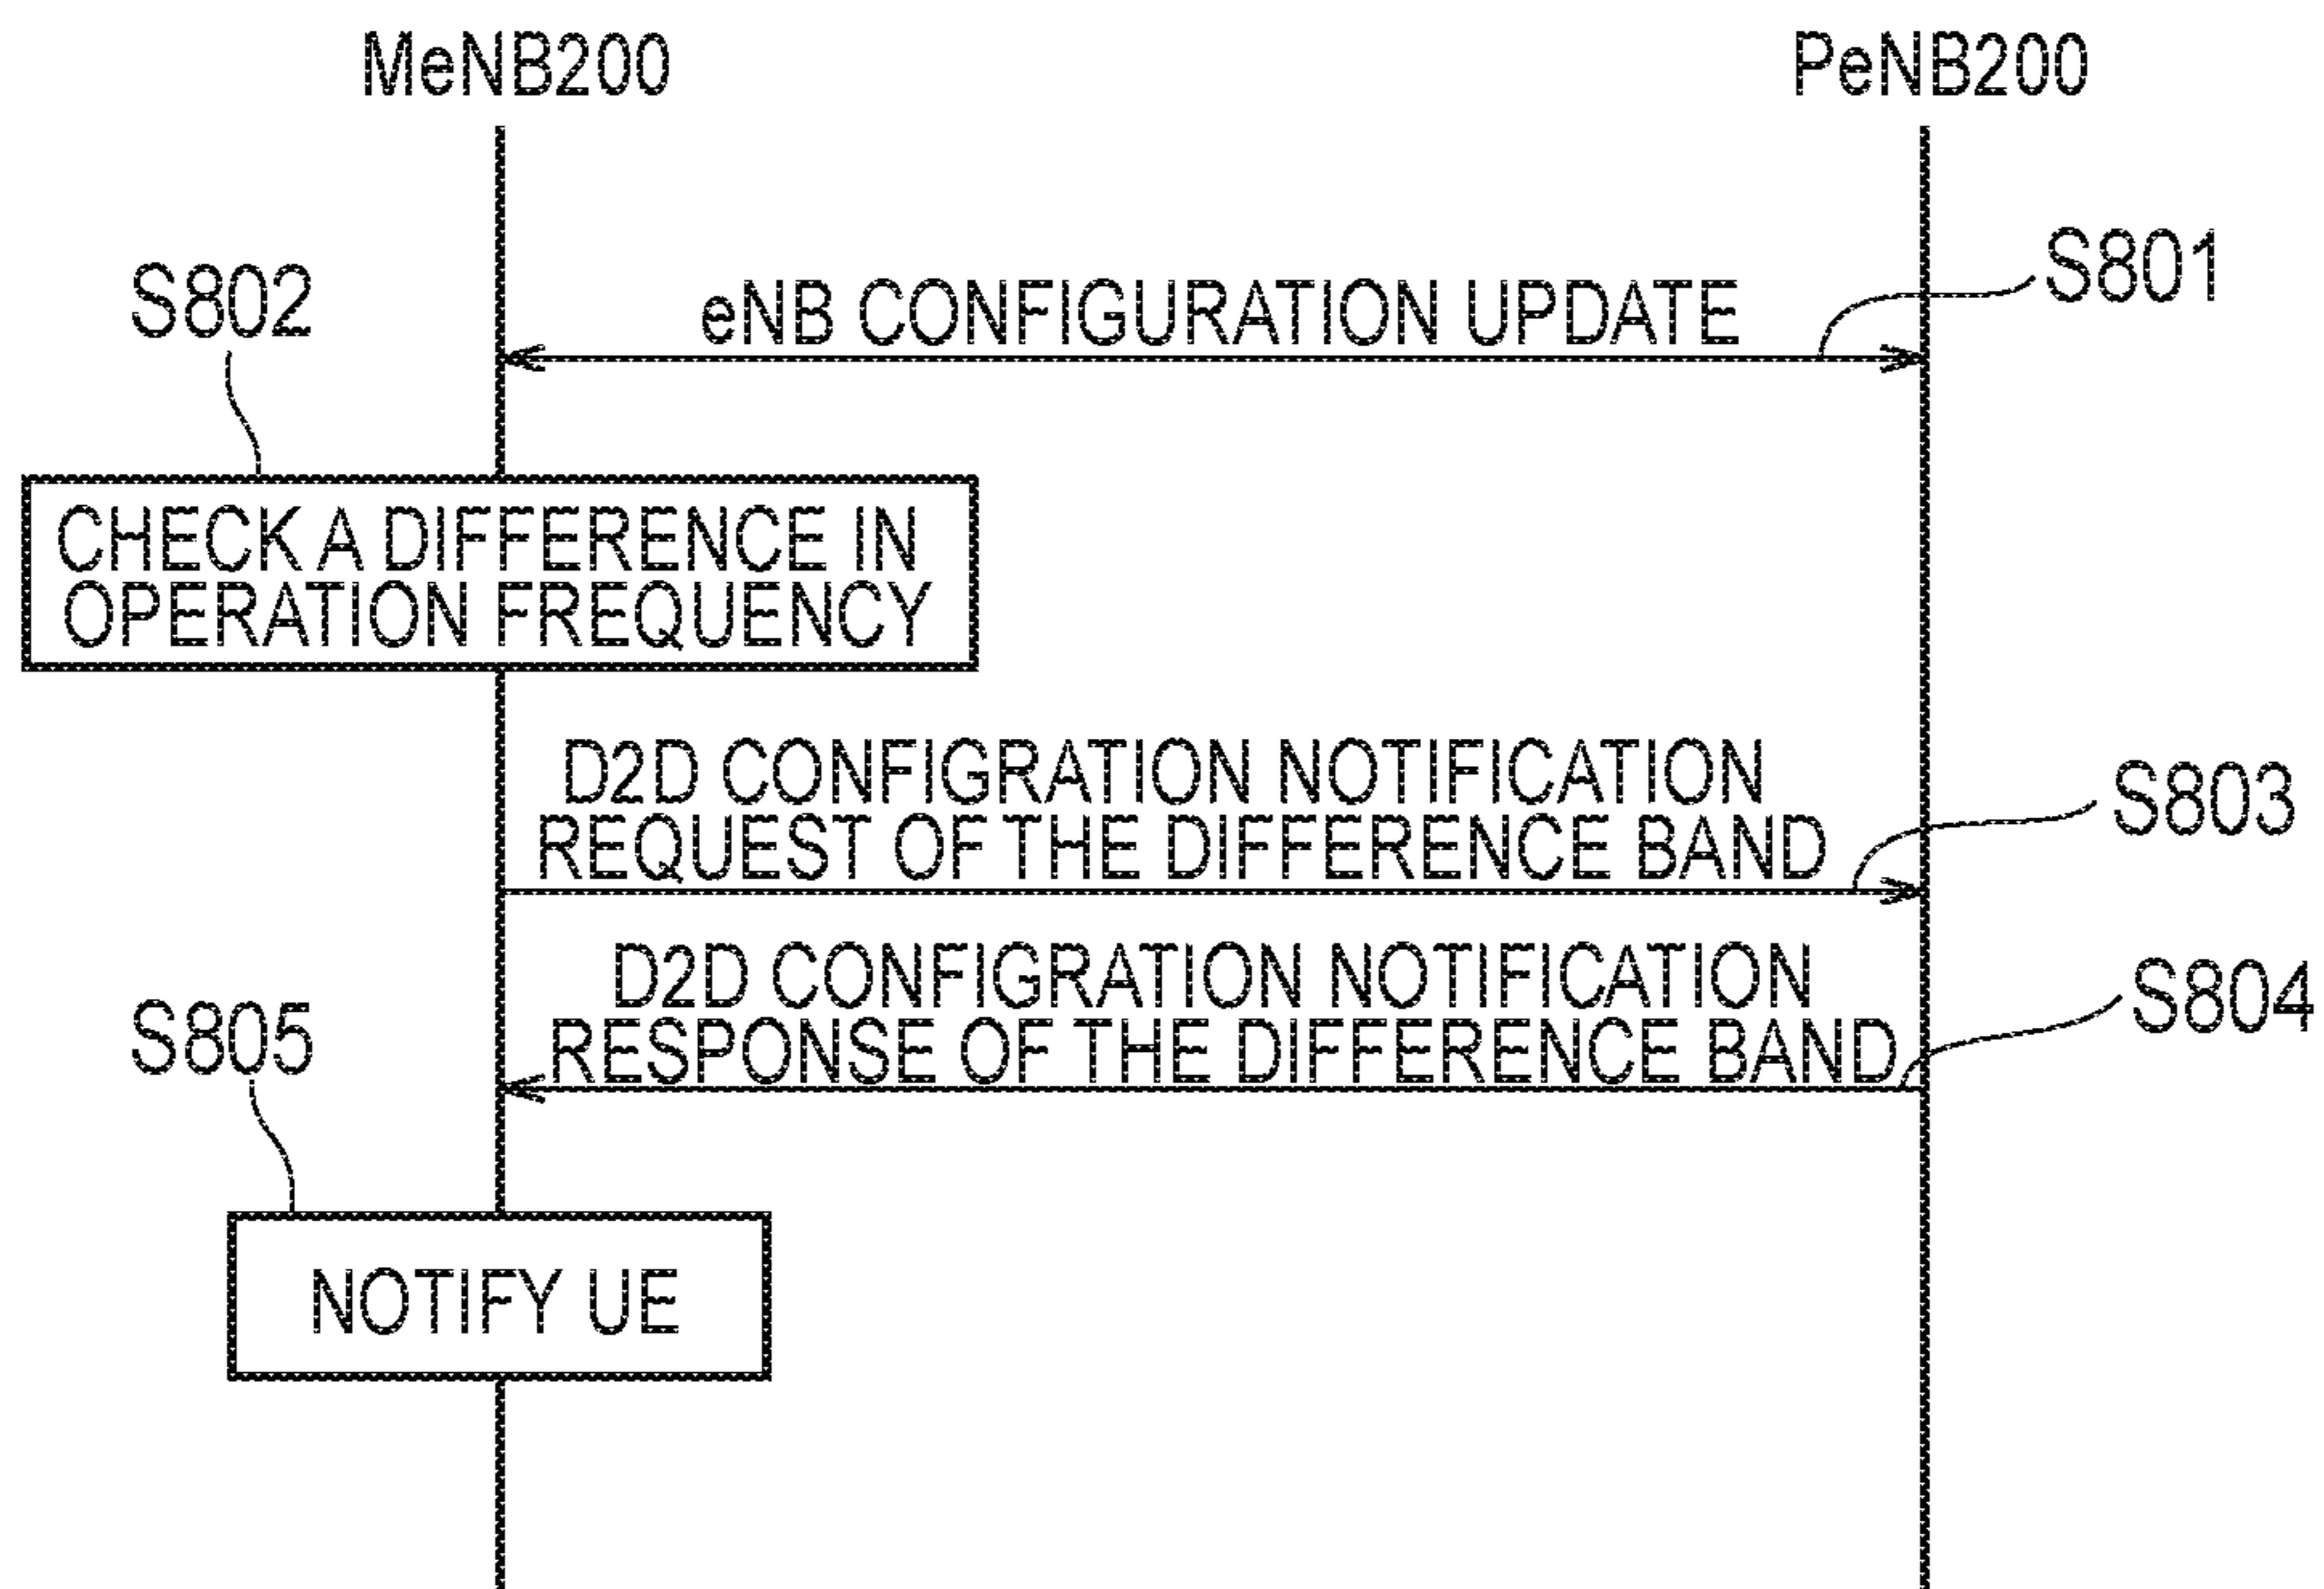 MeNB200
PeNB200
S801
eNB CONFIGURATION UPDATE
S802
CHECK A DIFFERENCE IN
OPERATION FREQUENCY
D2D CONFIGRATION NOTIFICATION
REQUEST OF THE DIFFERENCE BAND
S803
D2D CONFIGRATION NOTIFICATION
RESPONSE OF THE DIFFERENCE BAND
S804
S805
NOTIFY UE